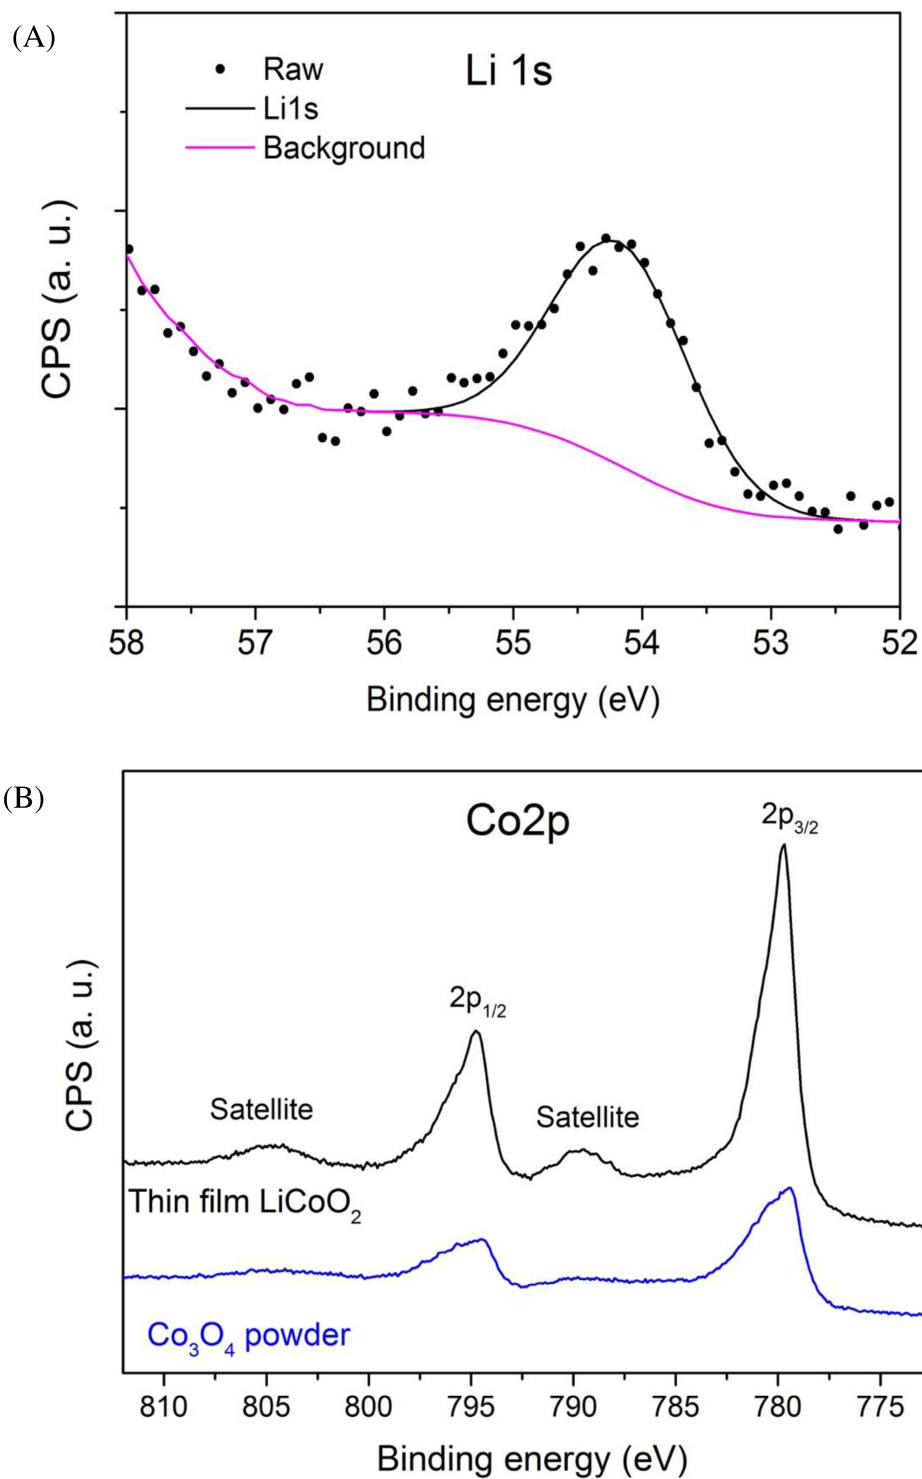 (A)
Li 1s
Raw
Li1s
Background
CPS (a. u.)
58 57 56 55 54 53 52
Binding energy (eV)
(B)
Co2p
2p3/2
2p1/2
Satellite
Satellite
CPS (a. u.)
Thin film LiCoO2
Co3O4 powder
810 805 800 795 790 785 780 775
Binding energy (eV)